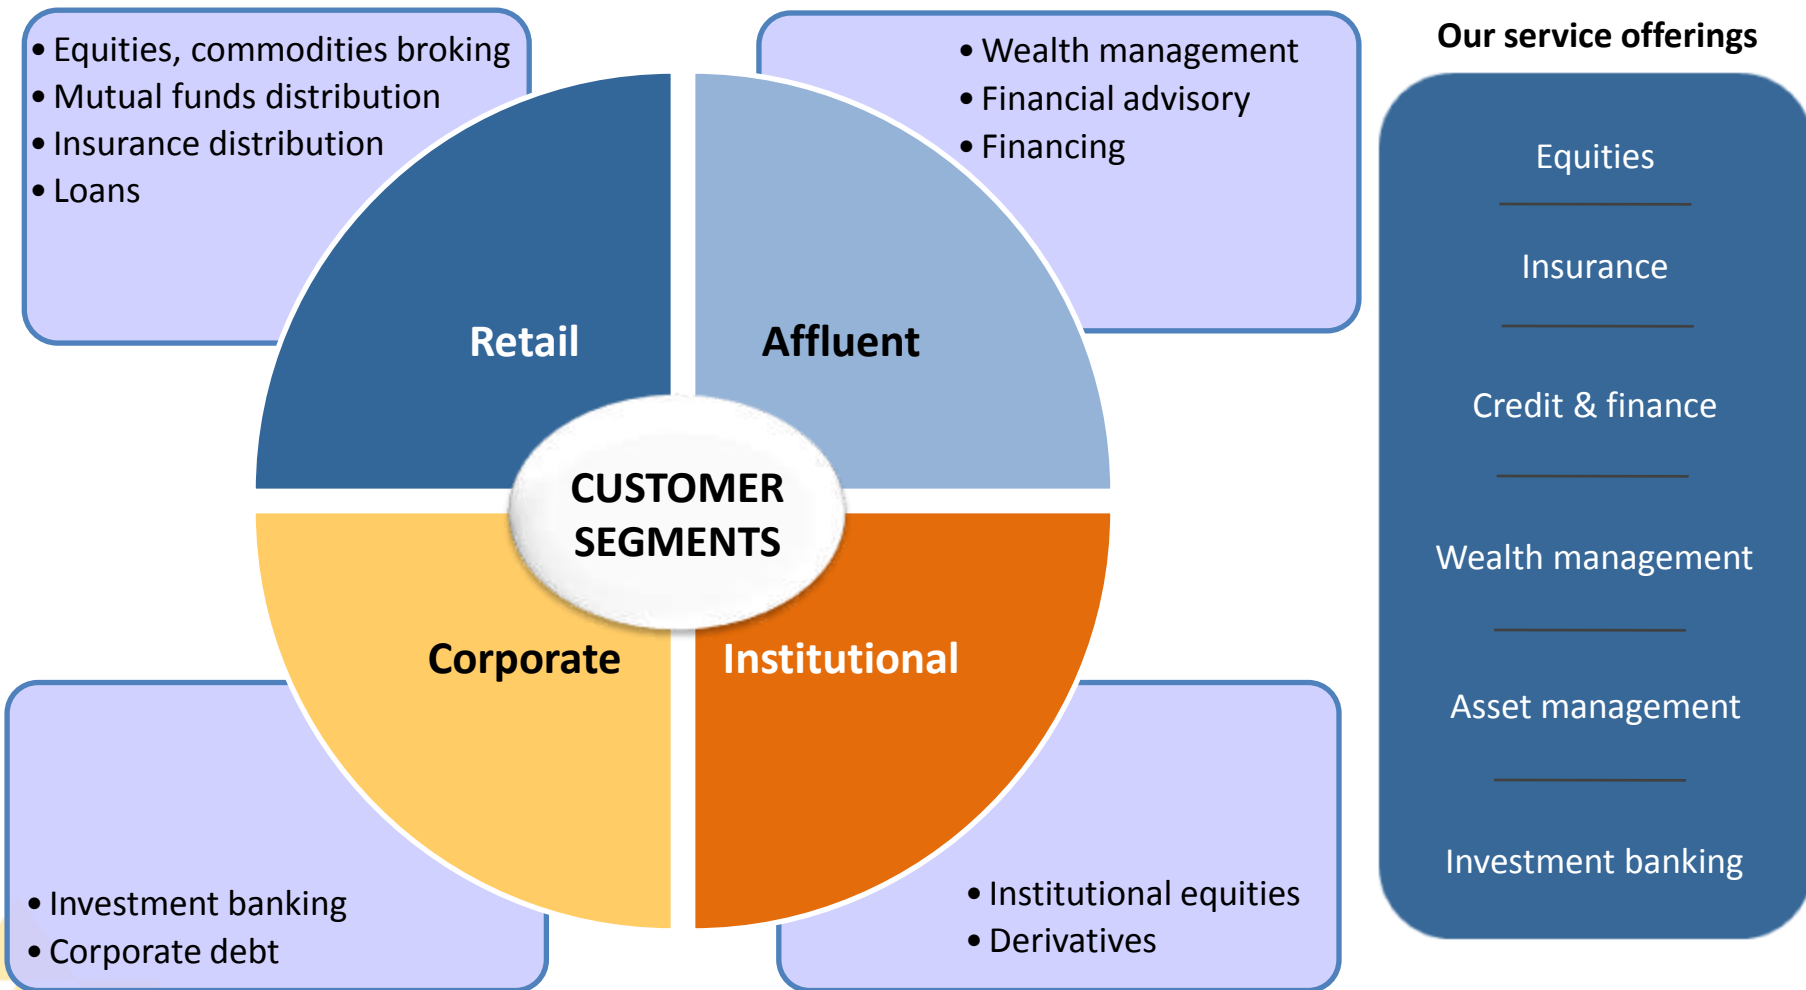 • Equities, commodities broking
• Mutual funds distribution
• Insurance distribution
• Loans
• Wealth management
• Financial advisory
• Financing
Retail
Affluent
CUSTOMER
SEGMENTS
Corporate
Institutional
• Investment banking
• Corporate debt
• Institutional equities
• Derivatives
Our service offerings
Equities
Insurance
Credit & finance
Wealth management
Asset management
Investment banking